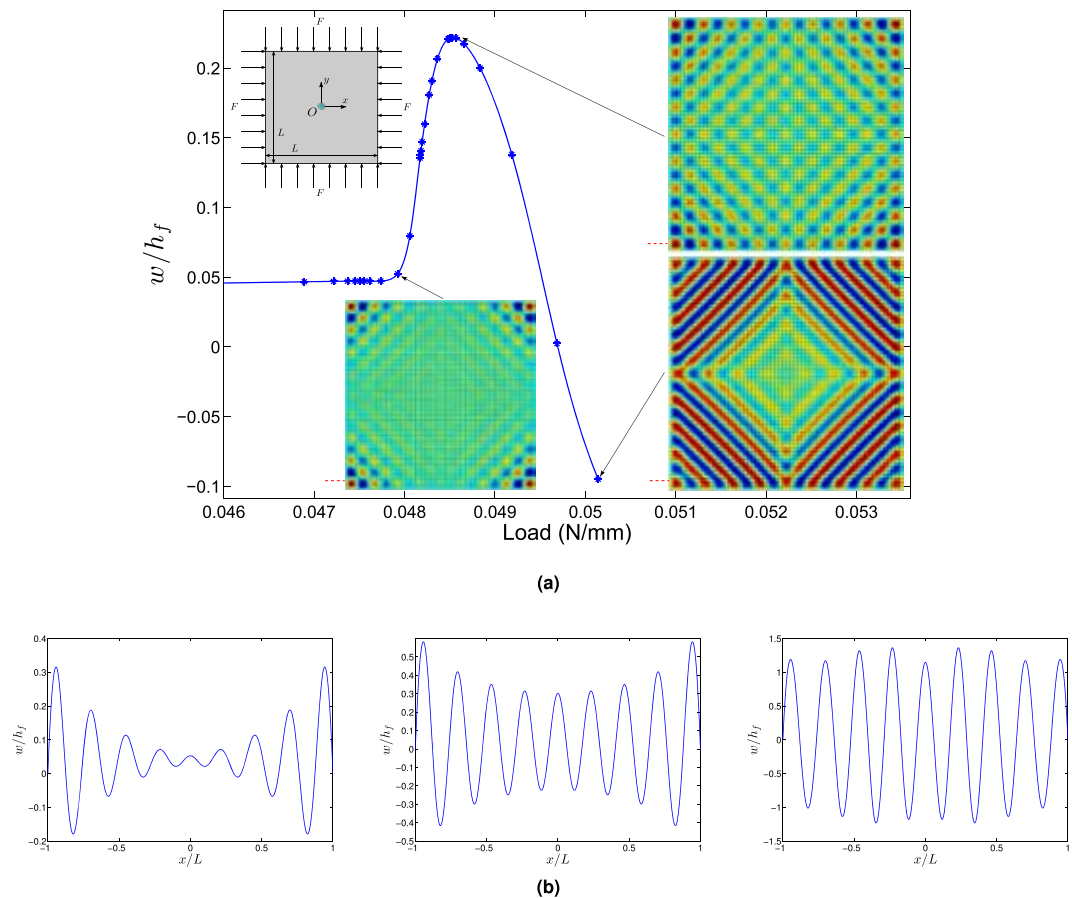 F
y
x
O
F
F
L
L
F
w/h_f
0.2
0.15
0.1
0.05
0
−0.05
−0.1
0.046 0.047 0.048 0.049 0.05 0.051 0.052 0.053
Load (N/mm)
(a)
w/h_f
0.4
0.3
0.2
0.1
0
−0.1
−0.2
−1 −0.5 0 0.5 1
x/L
w/h_f
0.5
0.4
0.3
0.2
0.1
0
−0.1
−0.2
−0.3
−0.4
−0.5
−1 −0.5 0 0.5 1
x/L
w/h_f
1.5
1
0.5
0
−0.5
−1
−1.5
−1 −0.5 0 0.5 1
x/L
(b)